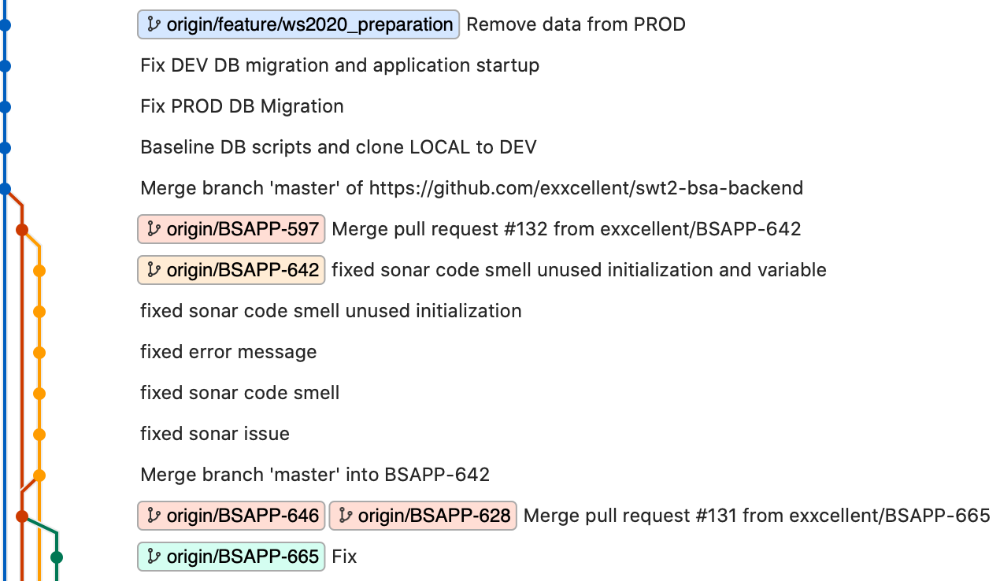 origin/feature/ws2020_preparation Remove data from PROD
Fix DEV DB migration and application startup
Fix PROD DB Migration
Baseline DB scripts and clone LOCAL to DEV
Merge branch 'master' of https://github.com/exxcellent/swt2-bsa-backend
origin/BSAPP-597 Merge pull request #132 from exxcellent/BSAPP-642
origin/BSAPP-642 fixed sonar code smell unused initialization and variable
fixed sonar code smell unused initialization
fixed error message
fixed sonar code smell
fixed sonar issue
Merge branch 'master' into BSAPP-642
origin/BSAPP-646 origin/BSAPP-628 Merge pull request #131 from exxcellent/BSAPP-665
origin/BSAPP-665 Fix